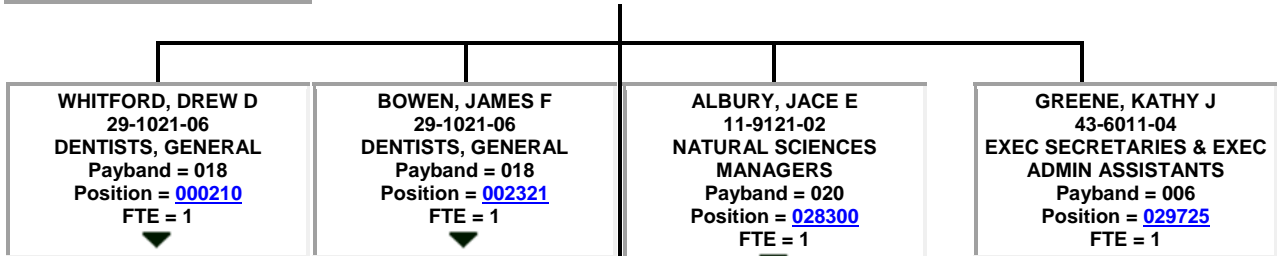 WHITFORD, DREW D
29-1021-06
DENTISTS, GENERAL
Payband = 018
Position = 000210
FTE = 1
BOWEN, JAMES F
29-1021-06
DENTISTS, GENERAL
Payband = 018
Position = 002321
FTE = 1
ALBURY, JACE E
11-9121-02
NATURAL SCIENCES
MANAGERS
Payband = 020
Position = 028300
FTE = 1
GREENE, KATHY J
43-6011-04
EXEC SECRETARIES & EXEC
ADMIN ASSISTANTS
Payband = 006
Position = 029725
FTE = 1